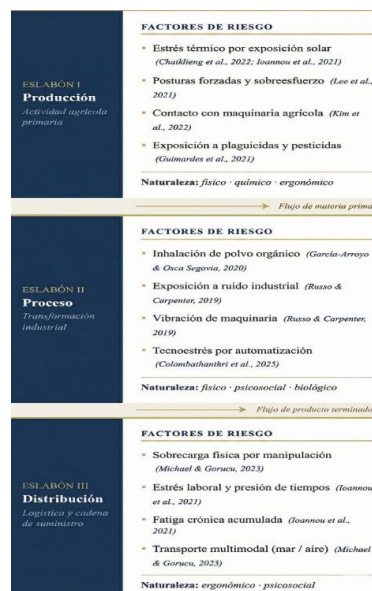 ESLABÓN I
Producción
Actividad agrícola
primaria
FACTORES DE RIESGO
Estrés térmico por exposición solar
(Chaiklieng et al., 2022; Ioannou et al., 2021)
Posturas forzadas y sobreesfuerzo (Lee et al.,
2021)
Contacto con maquinaria agrícola (Kim et
al., 2022)
Exposición a plaguicidas y pesticidas
(Guimardes et al., 2021)
Naturaleza: físico · químico · ergonómico
Flujo de materia prima
ESLABÓN II
Proceso
Transformación
industrial
FACTORES DE RIESGO
Inhalación de polvo orgánico (García-Arroyo
& Osca Segovia, 2020)
Exposición a ruido industrial (Russo &
Carpenter, 2019)
Vibración de maquinaria (Russo & Carpenter,
2019)
Tecnoestrés por automatización
(Colombathanthri et al., 2025)
Naturaleza: físico · psicosocial · biológico
Flujo de producto terminado
ESLABÓN III
Distribución
Logística y cadena
de suministro
FACTORES DE RIESGO
Sobrecarga física por manipulación
(Michael & Gorucu, 2023)
Estrés laboral y presión de tiempos (Ioannou
et al., 2021)
Fatiga crónica acumulada (Ioannou et al.,
2021)
Transporte multimodal (mar / aire) (Michael
& Gorucu, 2023)
Naturaleza: ergonómico · psicosocial